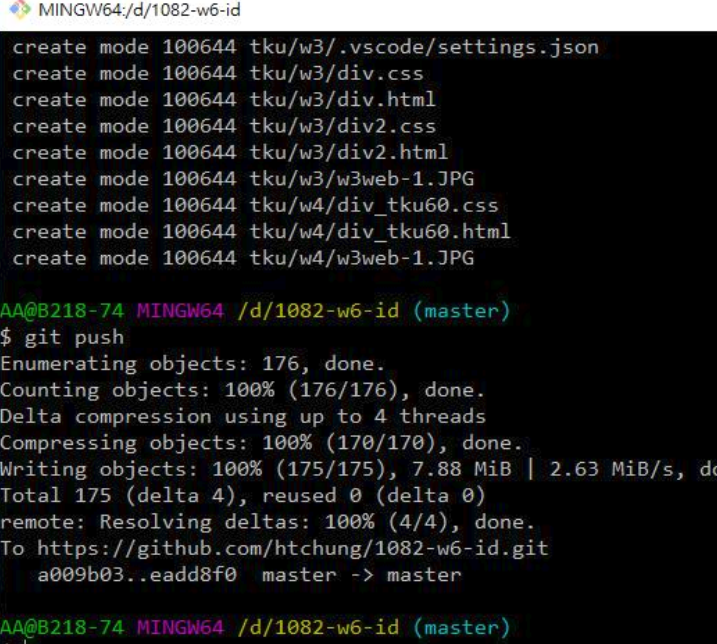 MINGW64:/d/1082-w6-id
create mode 100644 tku/w3/.vscode/settings.json
create mode 100644 tku/w3/div.css
create mode 100644 tku/w3/div.html
create mode 100644 tku/w3/div2.css
create mode 100644 tku/w3/div2.html
create mode 100644 tku/w3/w3web-1.JPG
create mode 100644 tku/w4/div_tku60.css
create mode 100644 tku/w4/div_tku60.html
create mode 100644 tku/w4/w3web-1.JPG
AA@B218-74 MINGW64 /d/1082-w6-id (master)
$ git push
Enumerating objects: 176, done.
Counting objects: 100% (176/176), done.
Delta compression using up to 4 threads
Compressing objects: 100% (170/170), done.
Writing objects: 100% (175/175), 7.88 MiB | 2.63 MiB/s, do
Total 175 (delta 4), reused 0 (delta 0)
remote: Resolving deltas: 100% (4/4), done.
To https://github.com/htchung/1082-w6-id.git
a009b03..eadd8f0 master -> master
AA@B218-74 MINGW64 /d/1082-w6-id (master)